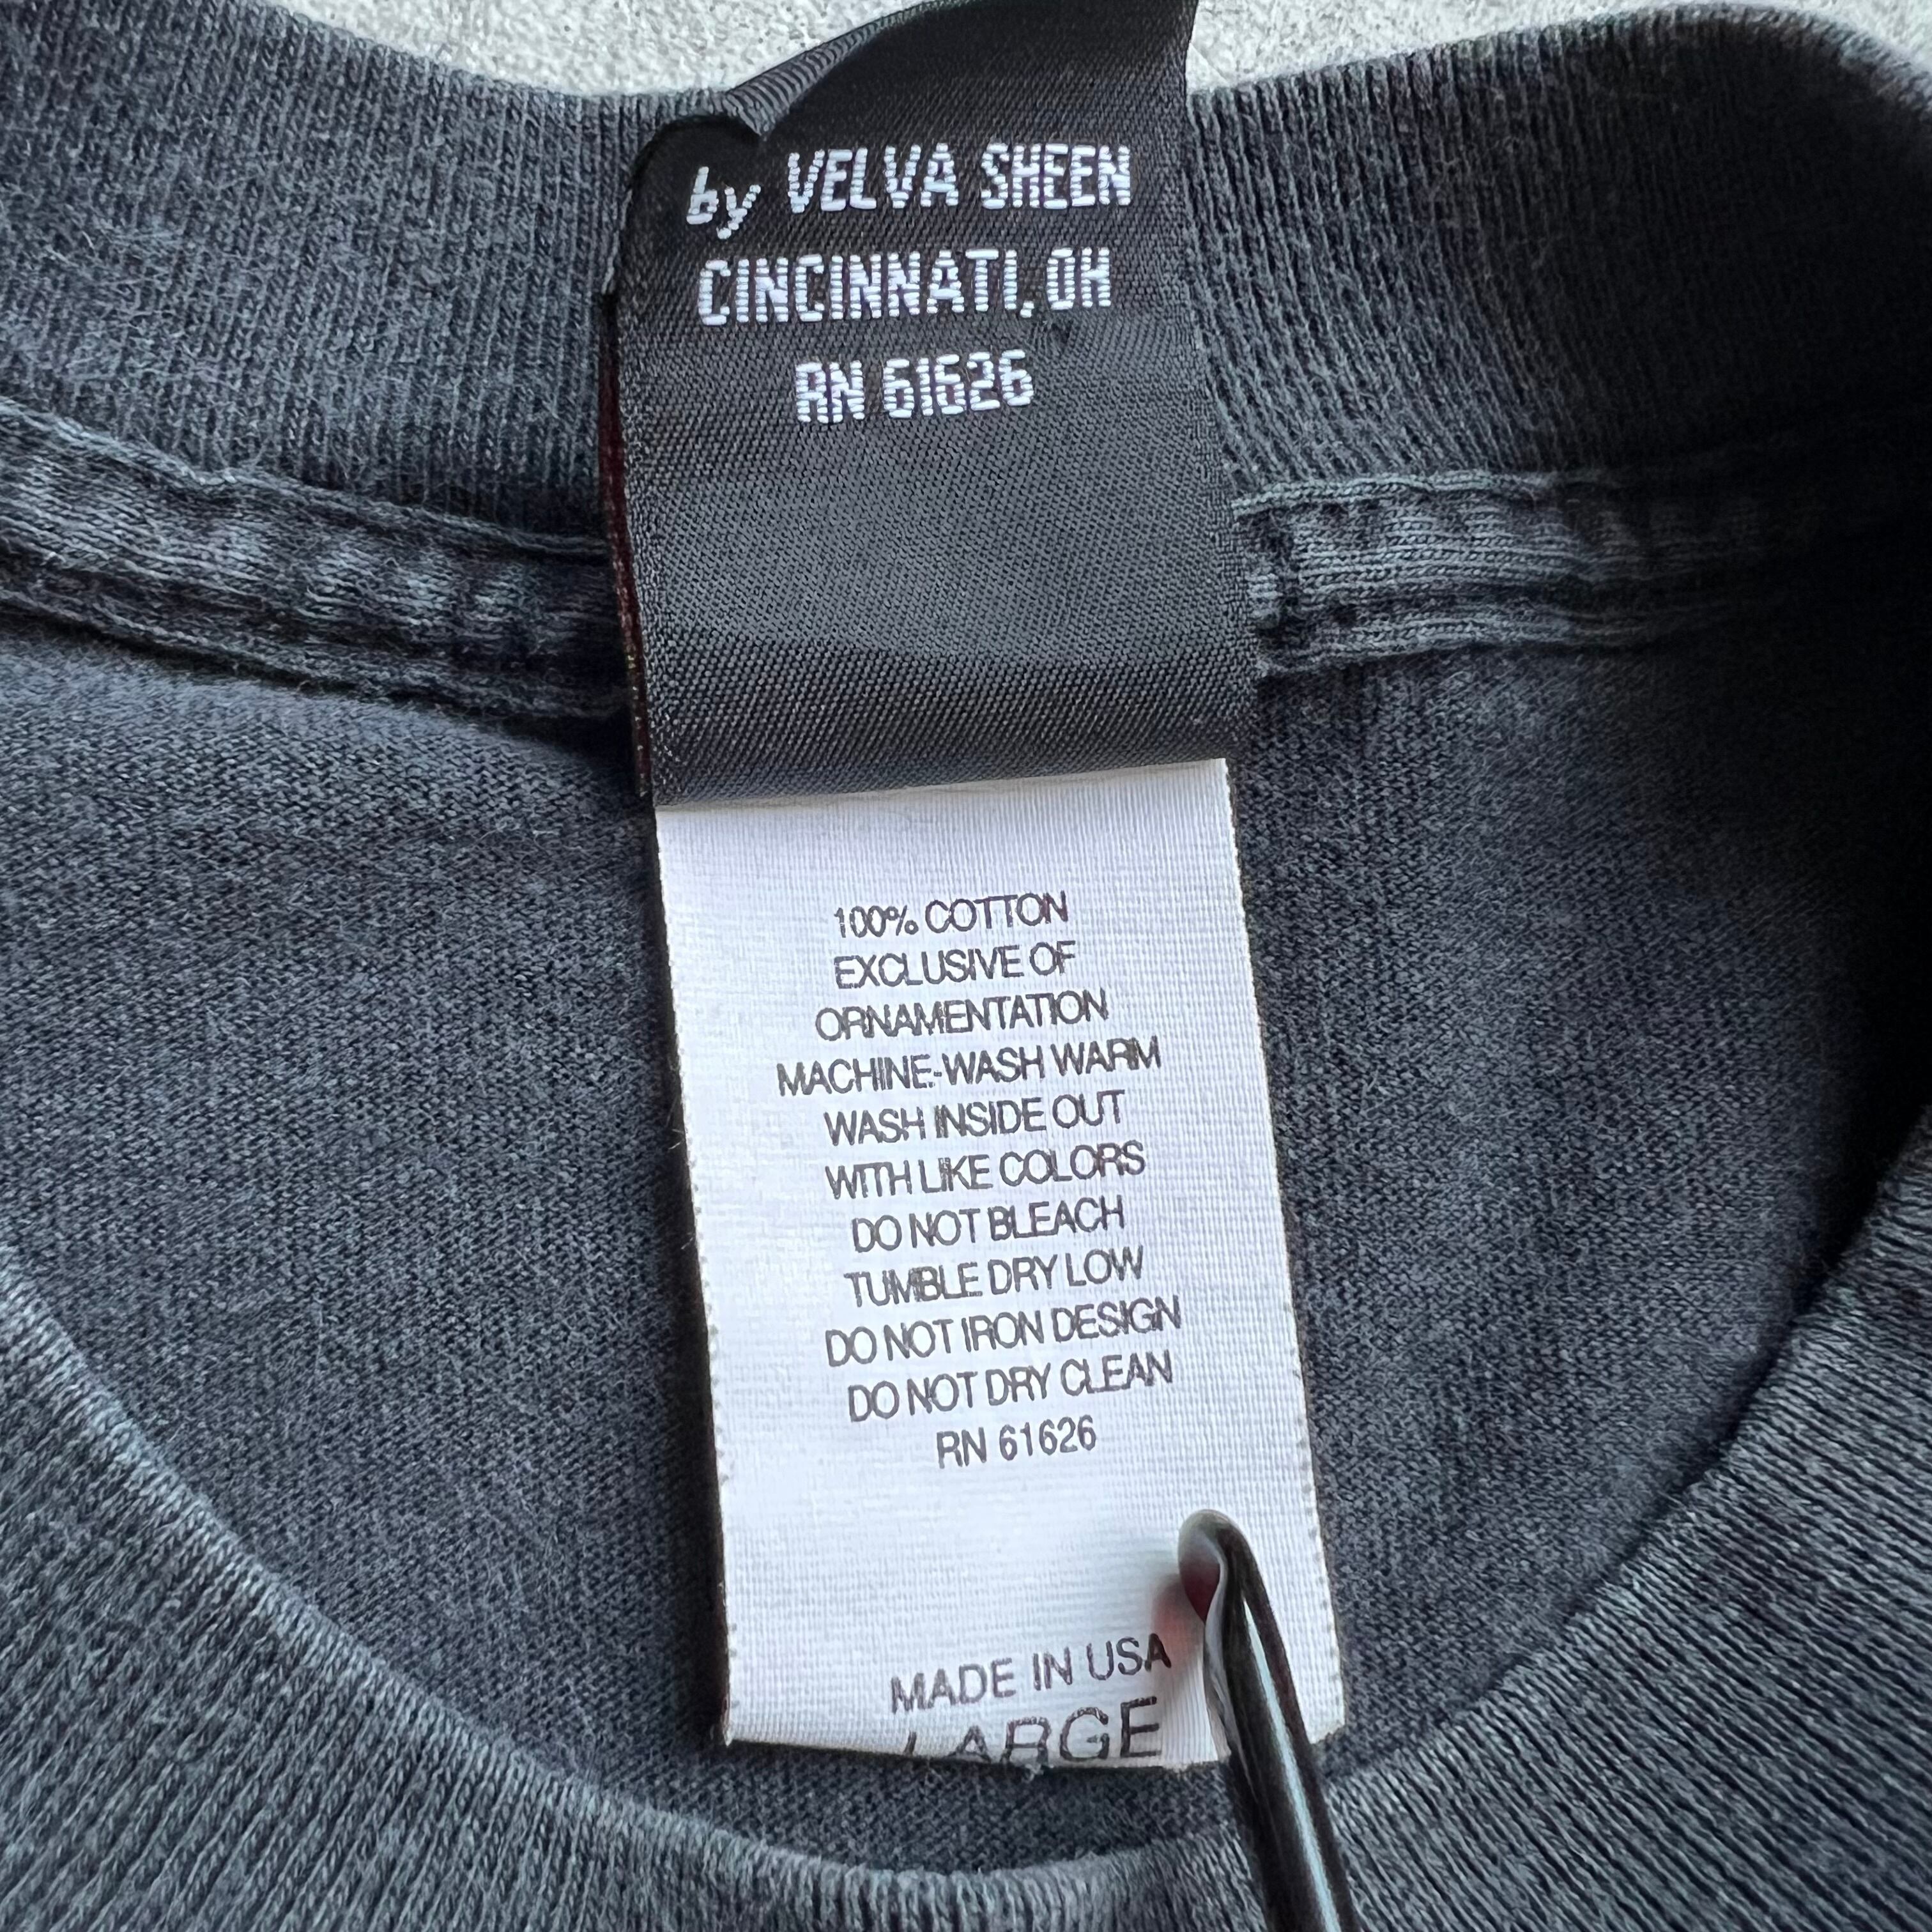 by VELVA SHEEN
CINCINNATI, OH
RN 61626
100% COTTON
EXCLUSIVE OF
ORNAMENTATION
MACHINE-WASH WARM
WASH INSIDE OUT
WITH LIKE COLORS
DO NOT BLEACH
TUMBLE DRY LOW
DO NOT IRON DESIGN
DO NOT DRY CLEAN
RN 61626
MADE IN USA
LARGE